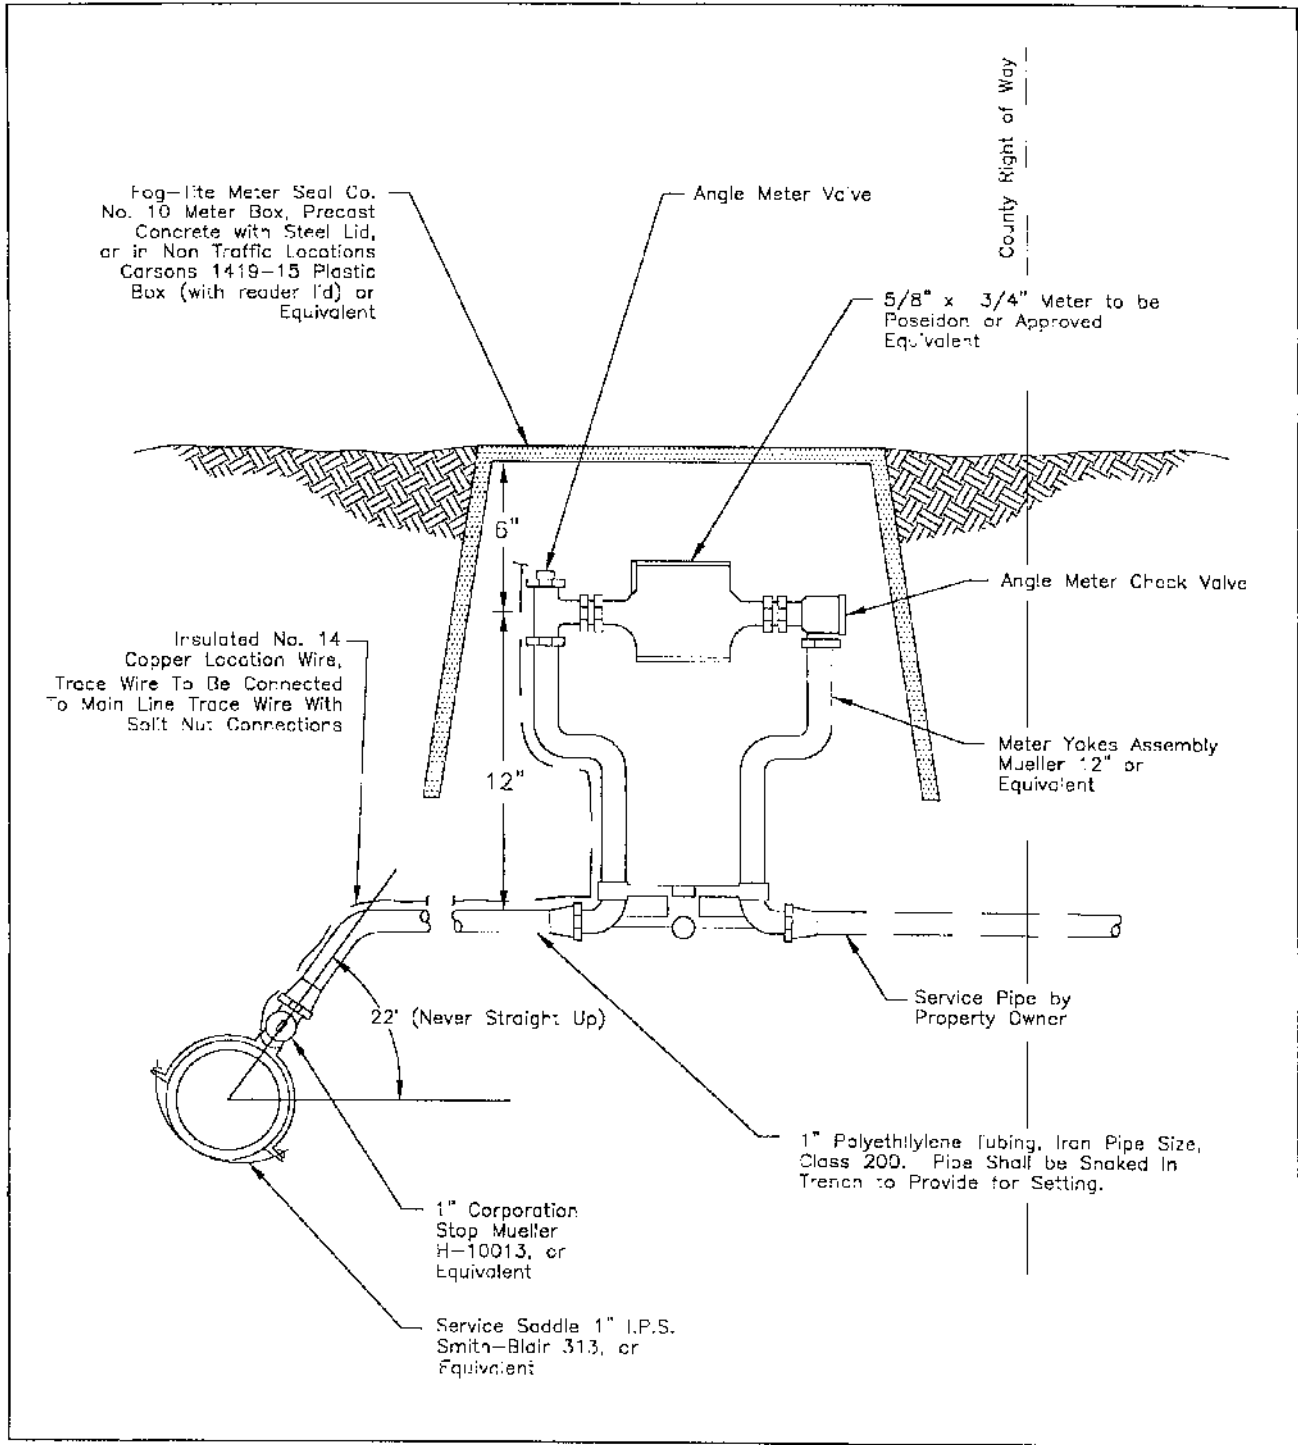 County Right of Way
Fog-Tite Meter Seal Co.
No. 10 Meter Box, Precast
Concrete with Steel Lid,
or in Non Traffic Locations
Carsons 1419-15 Plastic
Box (with reader lid) or
Equivalent
Angle Meter Valve
5/8" x 3/4" Meter to be
Poseidon or Approved
Equivalent
6"
Angle Meter Check Valve
Insulated No. 14
Copper Location Wire,
Trace Wire To Be Connected
To Main Line Trace Wire With
Split Nut Connections
12"
Meter Yokes Assembly
Mueller 12" or
Equivalent
22° (Never Straight Up)
Service Pipe by
Property Owner
1" Polyethilylene Tubing, Iron Pipe Size,
Class 200. Pipe Shall be Snaked In
Trench to Provide for Setting.
1" Corporation
Stop Mueller
H-10013, or
Equivalent
Service Saddle 1" I.P.S.
Smith-Blair 313, or
Equivalent